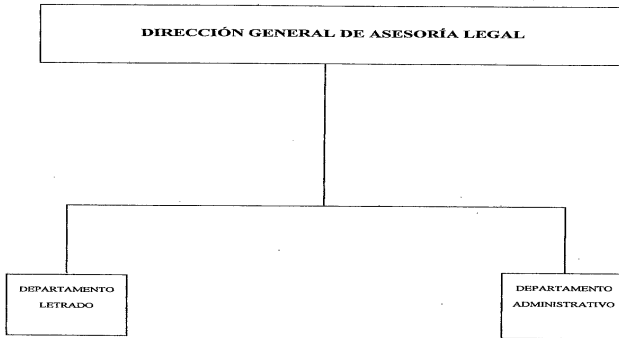 DIRECCIÓN GENERAL DE ASESORÍA LEGAL
DEPARTAMENTO
LETRADO
DEPARTAMENTO
ADMINISTRATIVO